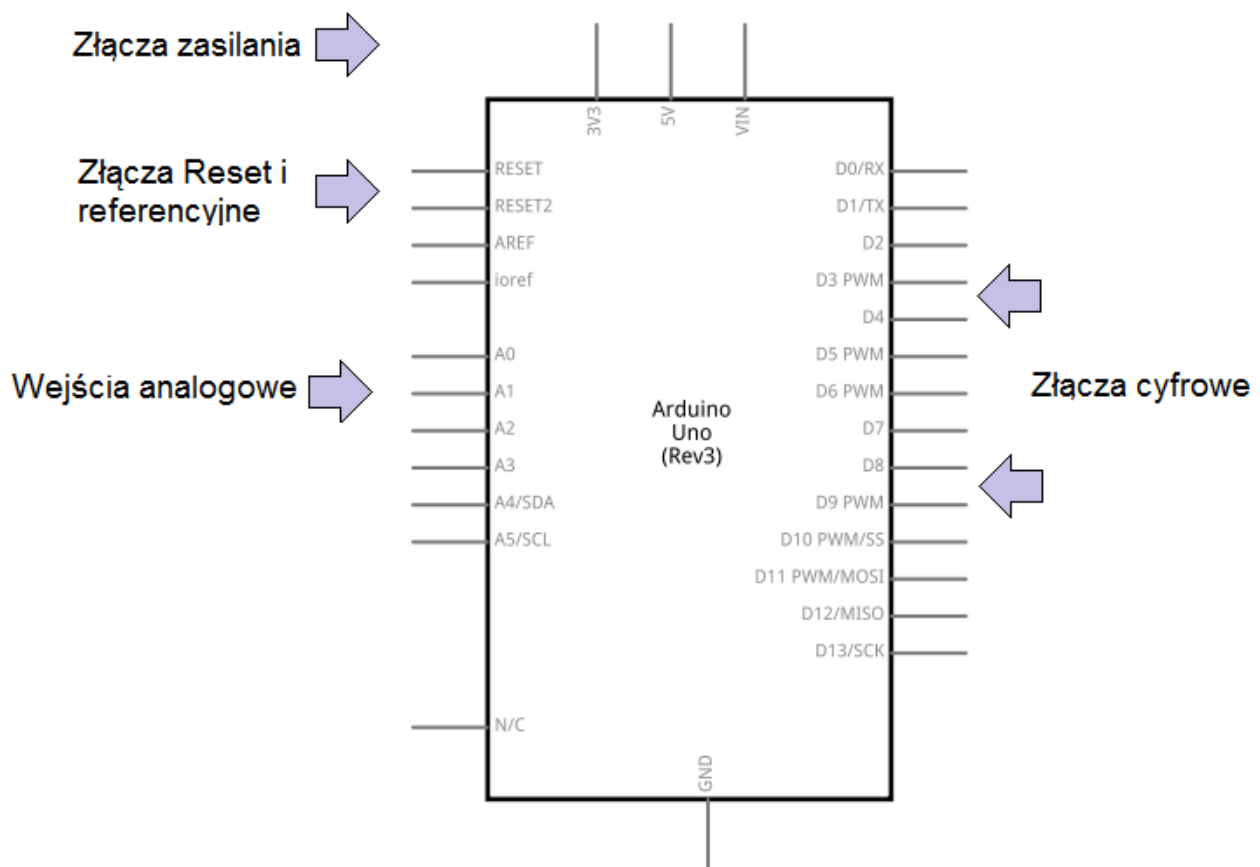 Złącza zasilania
3V3
5V
VIN
Złącza Reset i
referencyjne
RESET
RESET2
AREF
ioref
Wejścia analogowe
A0
A1
A2
A3
A4/SDA
A5/SCL
N/C
Arduino
Uno
(Rev3)
D0/RX
D1/TX
D2
D3 PWM
D4
D5 PWM
D6 PWM
D7
D8
D9 PWM
D10 PWM/SS
D11 PWM/MOSI
D12/MISO
D13/SCK
Złącza cyfrowe
GND